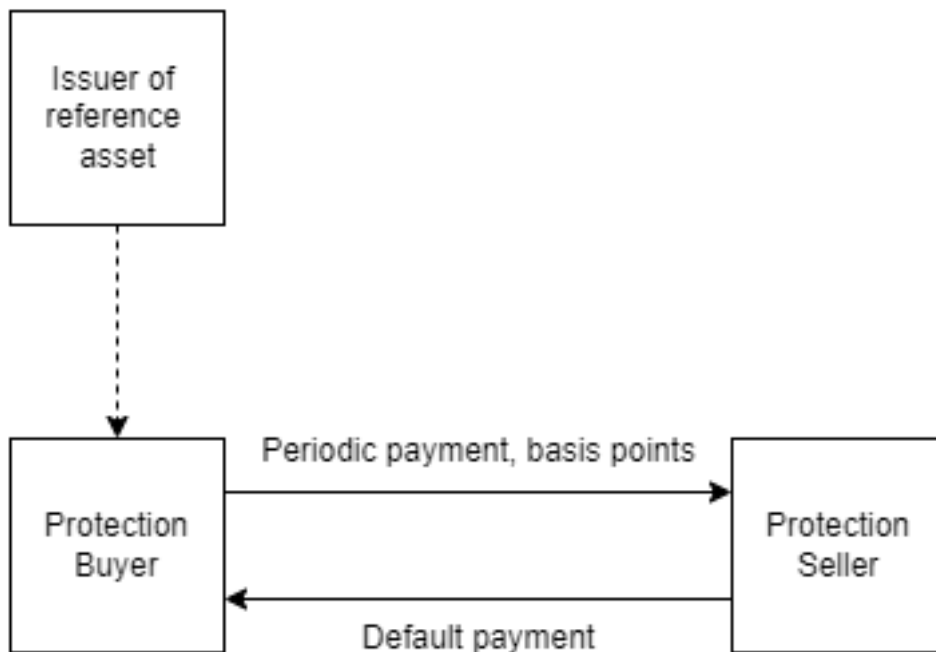 Issuer of
reference
asset
Periodic payment, basis points
Protection
Buyer
Protection
Seller
Default payment